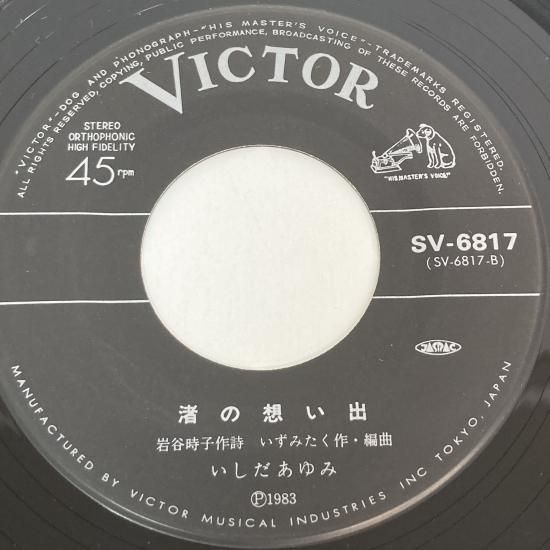 "VICTOR"-DOG AND PHONOGRAPH-"HIS MASTER'S VOICE"-TRADEMARKS REGISTERED.
ALL RIGHTS RESERVED, COPYING, PUBLIC PERFORMANCE, BROADCASTING OF THESE RECORDS ARE FORBIDDEN.
VICTOR
STEREO
ORTHOPHONIC
HIGH FIDELITY
45rpm
"HIS MASTER'S VOICE"
SV-6817
(SV-6817-B)
JASRAC
渚の想い出
岩谷時子作詩 いずみたく作・編曲
いしだあゆみ
Ⓟ1983
MANUFACTURED BY VICTOR MUSICAL INDUSTRIES INC TOKYO, JAPAN